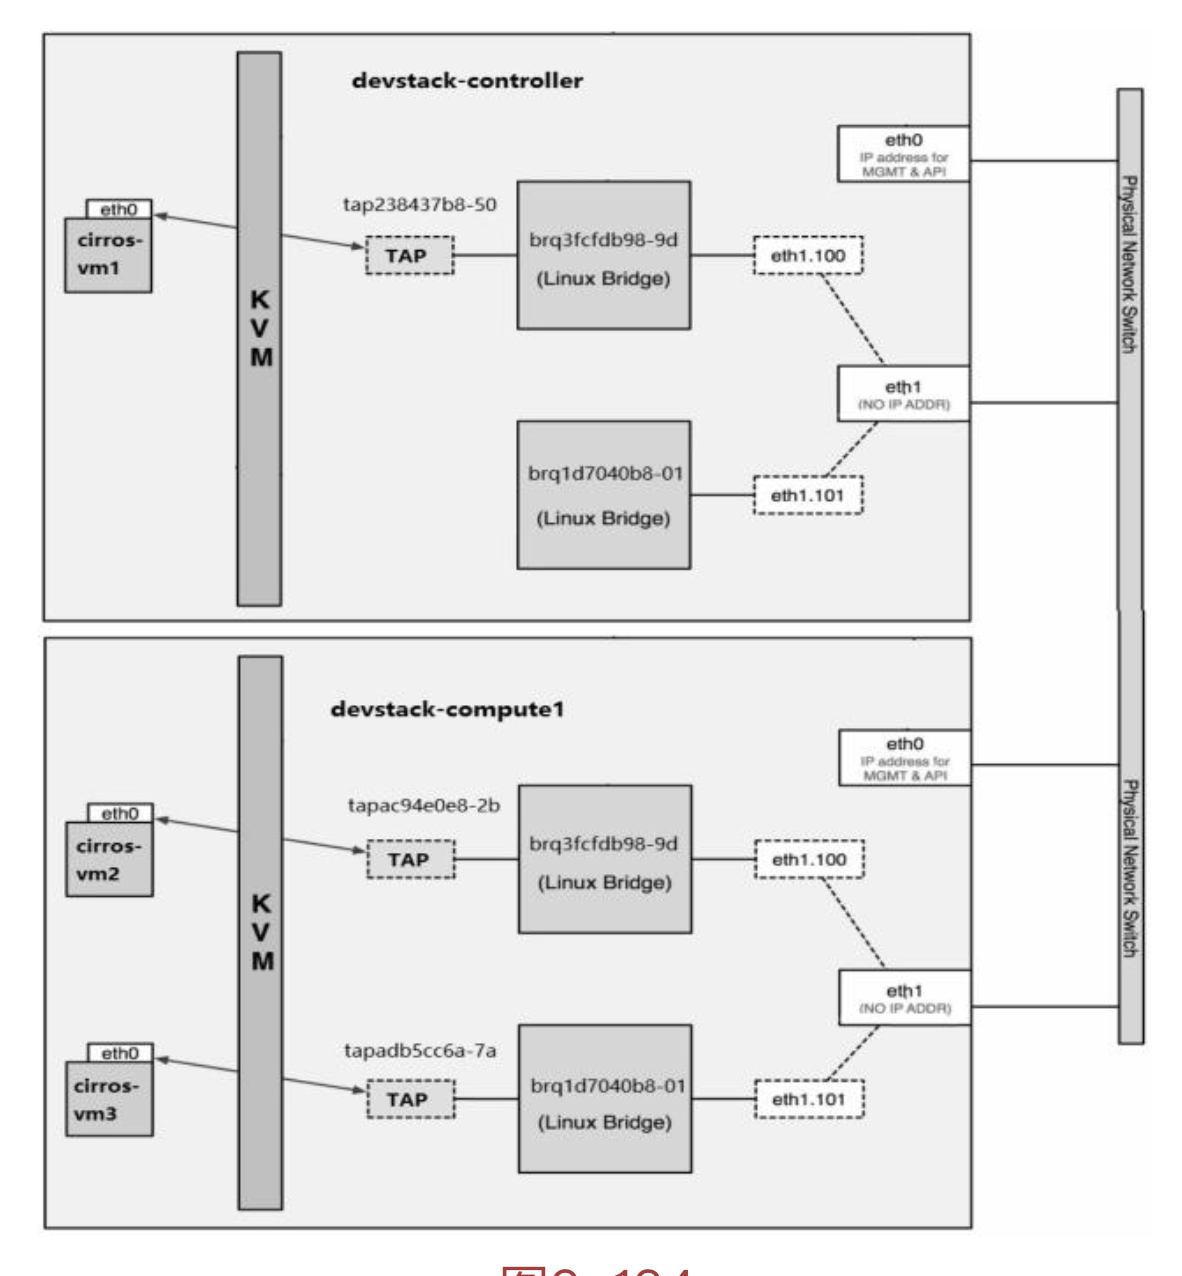 devstack-controller
eth0
IP address for
MGMT & API
eth0
cirros-
vm1
K
V
M
tap238437b8-50
TAP
brq3fcfdb98-9d
(Linux Bridge)
eth1.100
eth1
(NO IP ADDR)
brq1d7040b8-01
(Linux Bridge)
eth1.101
Physical Network Switch
devstack-compute1
eth0
IP address for
MGMT & API
eth0
cirros-
vm2
K
V
M
tapac94e0e8-2b
TAP
brq3fcfdb98-9d
(Linux Bridge)
eth1.100
eth1
(NO IP ADDR)
eth0
cirros-
vm3
tapadb5cc6a-7a
TAP
brq1d7040b8-01
(Linux Bridge)
eth1.101
Physical Network Switch